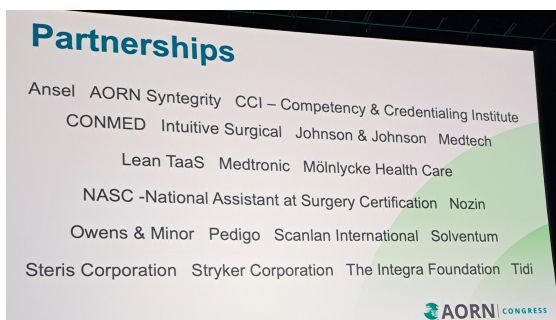 Partnerships
Ansel AORN Syntegrity CCI – Competency & Credentialing Institute
CONMED Intuitive Surgical Johnson & Johnson Medtech
Lean TaaS Medtronic Mölnlycke Health Care
NASC -National Assistant at Surgery Certification Nozin
Owens & Minor Pedigo Scanlan International Solventum
Steris Corporation Stryker Corporation The Integra Foundation Tidi
AORN CONGRESS